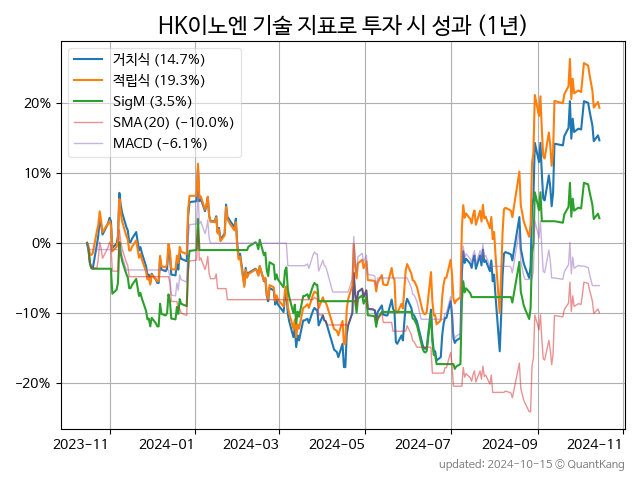 HK이노엔 기술 지표로 투자 시 성과 (1년)
거치식 (14.7%)
적립식 (19.3%)
SigM (3.5%)
SMA(20) (−10.0%)
MACD (−6.1%)
20%
10%
0%
−10%
−20%
2023-11 2024-01 2024-03 2024-05 2024-07 2024-09 2024-11
updated: 2024-10-15 © QuantKang